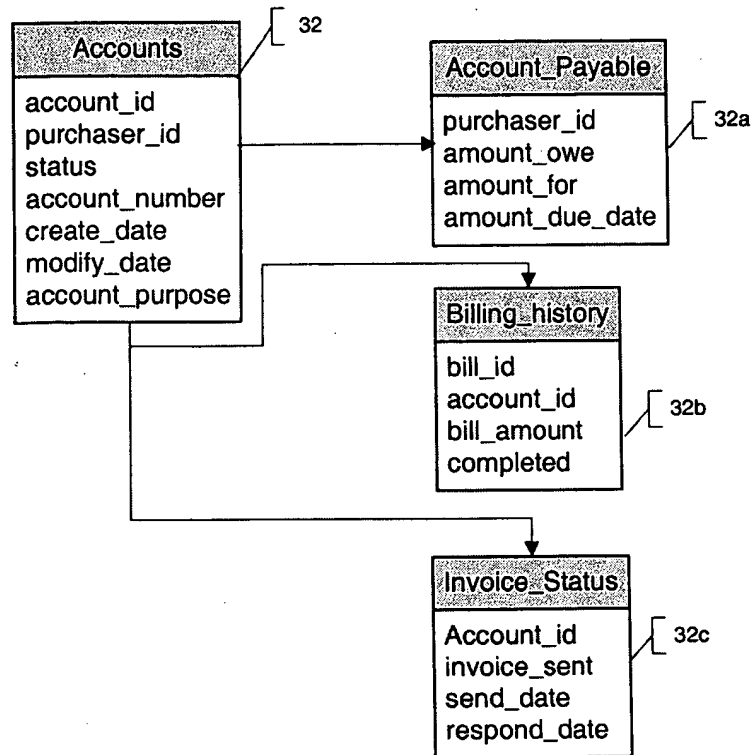 Accounts
32
account_id
purchaser_id
status
account_number
create_date
modify_date
account_purpose
Account_Payable
32a
purchaser_id
amount_owe
amount_for
amount_due_date
Billing_history
32b
bill_id
account_id
bill_amount
completed
Invoice_Status
32c
Account_id
invoice_sent
send_date
respond_date